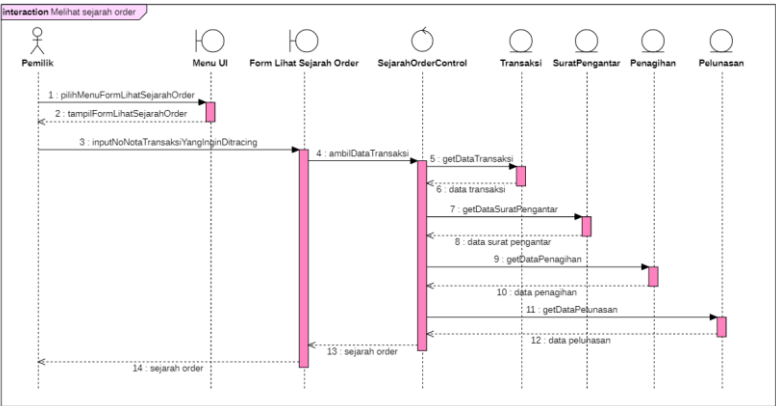 interaction Melihat sejarah order
Pemilik
Menu UI
Form Lihat Sejarah Order
SejarahOrderControl
Transaksi
SuratPengantar
Penagihan
Pelunasan
1 : pilihMenuFormLihatSejarahOrder
2 : tampilFormLihatSejarahOrder
3 : inputNoNotaTransaksiYangInginDitracing
4 : ambilDataTransaksi
5 : getDataTransaksi
6 : data transaksi
7 : getDataSuratPengantar
8 : data surat pengantar
9 : getDataPenagihan
10 : data penagihan
11 : getDataPelunasan
12 : data pelunasan
13 : sejarah order
14 : sejarah order